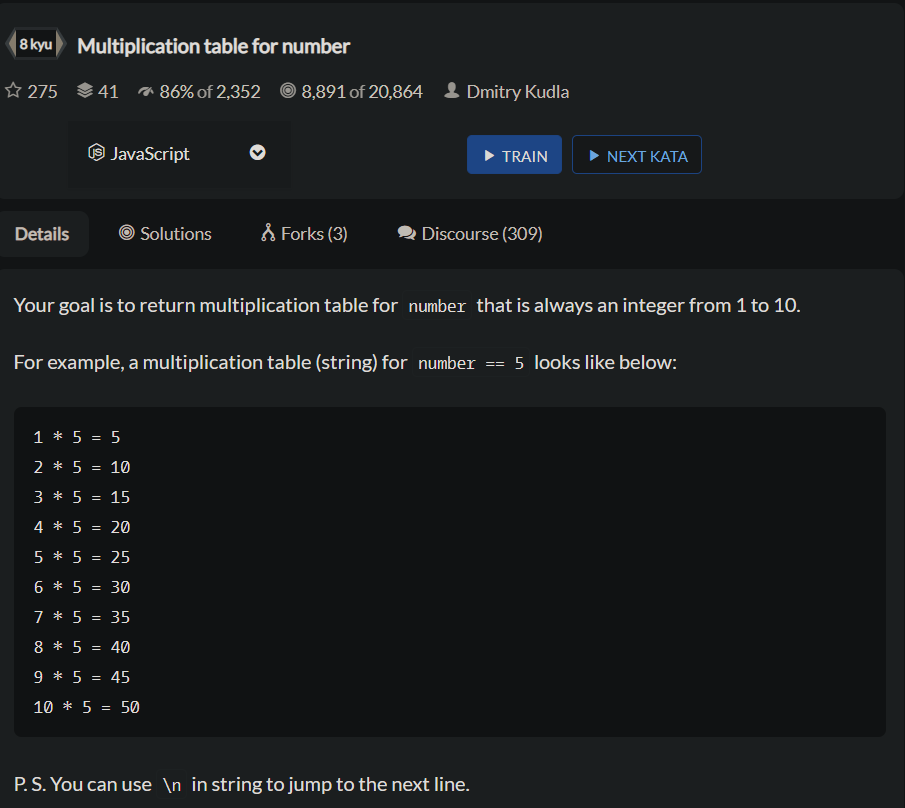 8 kyu Multiplication table for number
275 41 86% of 2,352 8,891 of 20,864 Dmitry Kudla
JS JavaScript TRAIN NEXT KATA
Details Solutions Forks (3) Discourse (309)
Your goal is to return multiplication table for number that is always an integer from 1 to 10.
For example, a multiplication table (string) for number == 5 looks like below:
1 * 5 = 5
2 * 5 = 10
3 * 5 = 15
4 * 5 = 20
5 * 5 = 25
6 * 5 = 30
7 * 5 = 35
8 * 5 = 40
9 * 5 = 45
10 * 5 = 50
P. S. You can use \n in string to jump to the next line.